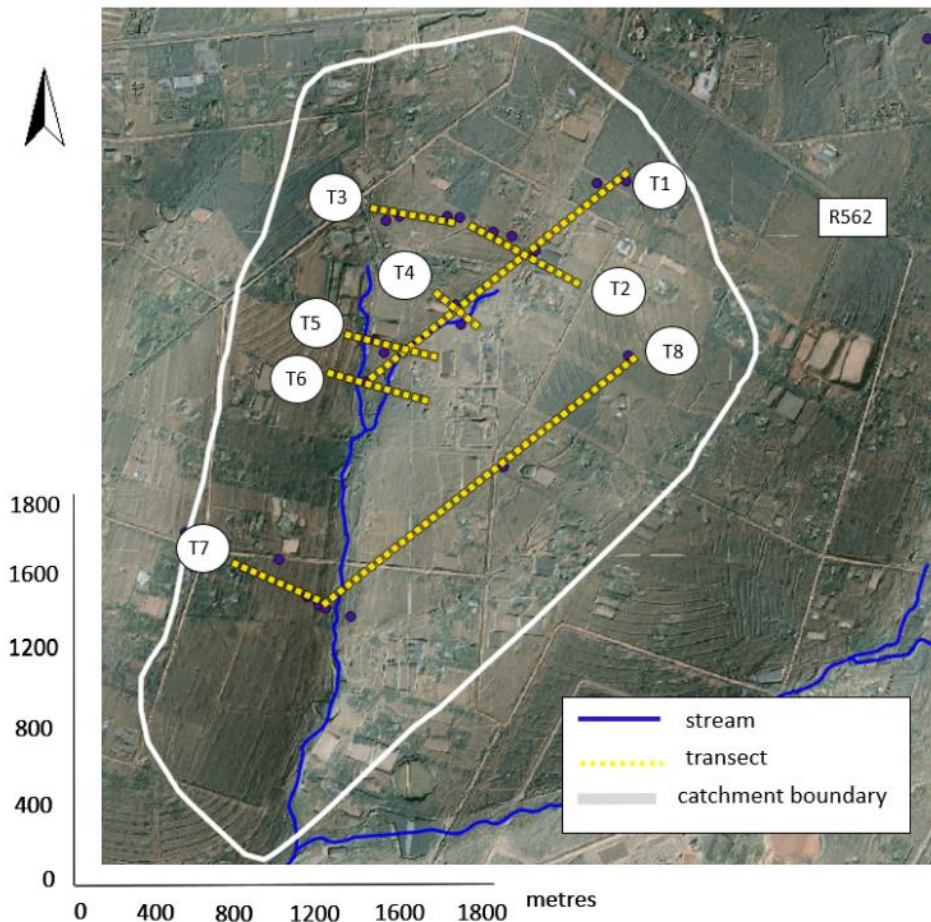 T3
T1
R562
T4
T2
T5
T8
T6
1800
T7
1600
1200
800
400
0
stream
transect
catchment boundary
0 400 800 1200 1600 1800 metres